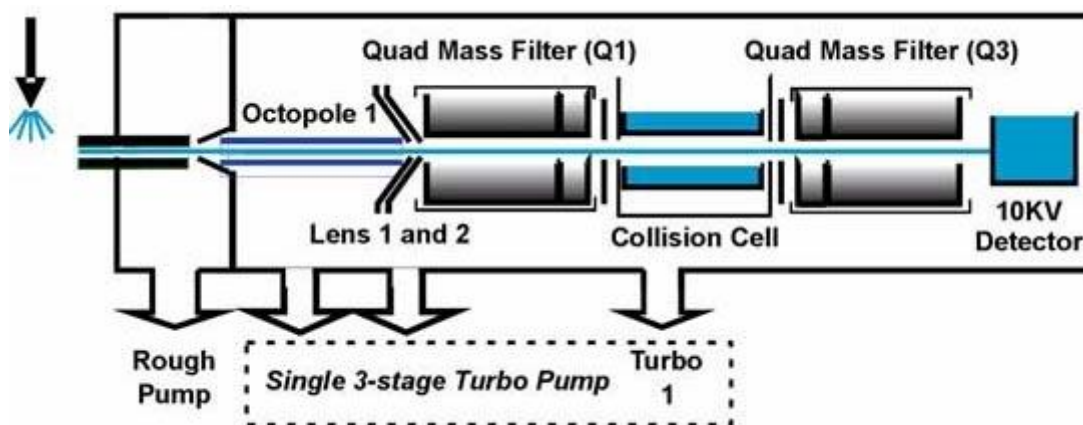 Quad Mass Filter (Q1)
Quad Mass Filter (Q3)
Octopole 1
Lens 1 and 2
Collision Cell
10KV
Detector
Rough
Pump
Single 3-stage Turbo Pump
Turbo
1